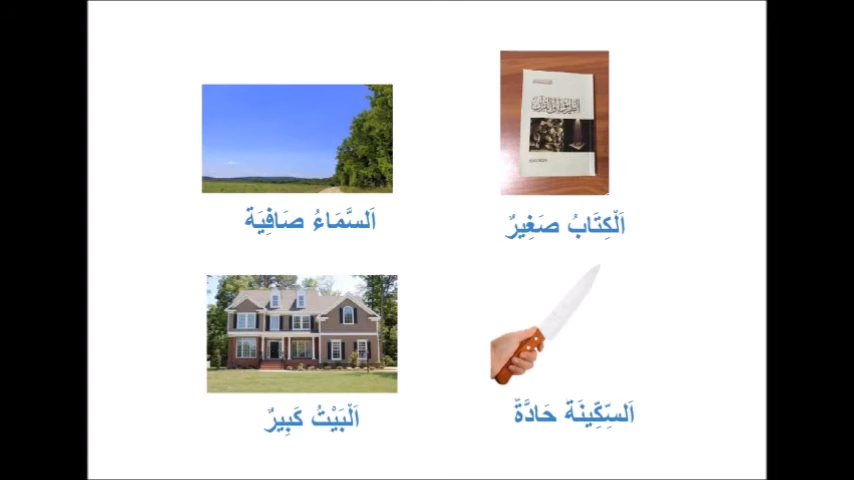 اَلْكِتَابُ صَغِيرٌ
اَلسَّمَاءُ صَافِيَة
اَلسِّكِّينَة حَادَّةٌ
اَلْبَيْتُ كَبِيرٌ